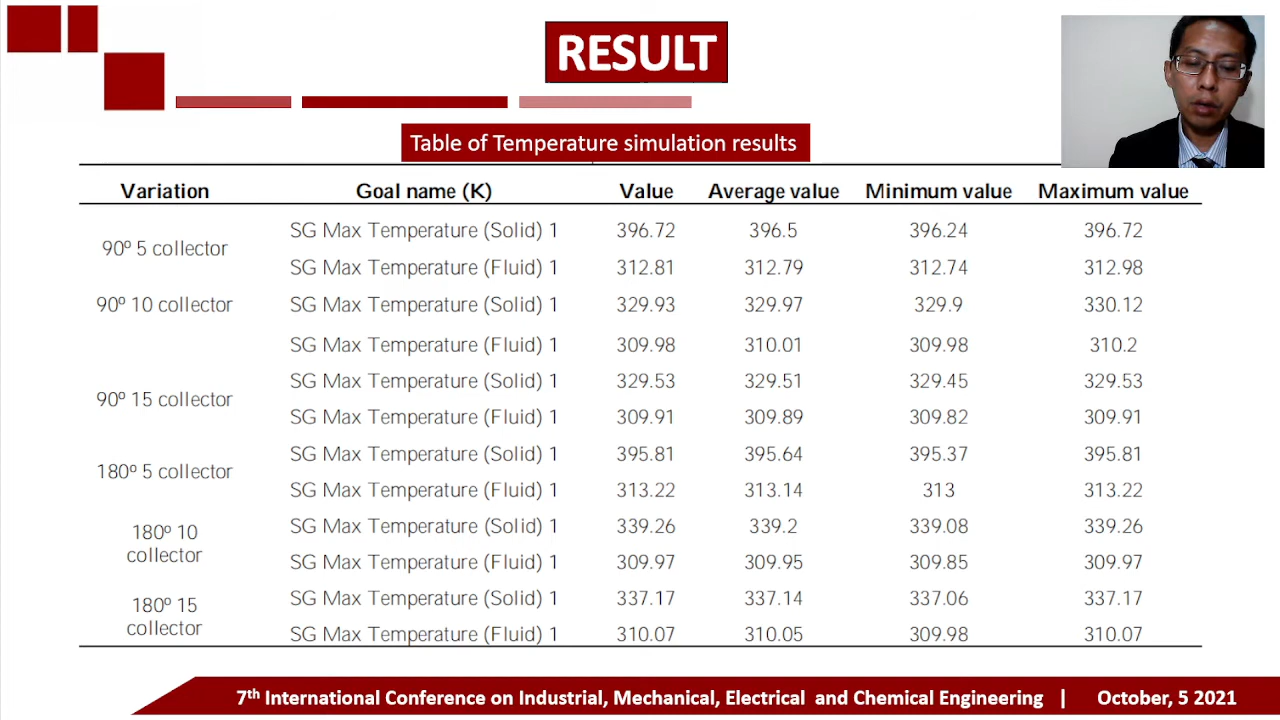 RESULT
Table of Temperature simulation results
Variation Goal name (K) Value Average value Minimum value Maximum value
90º 5 collector SG Max Temperature (Solid) 1 396.72 396.5 396.24 396.72
SG Max Temperature (Fluid) 1 312.81 312.79 312.74 312.98
90º 10 collector SG Max Temperature (Solid) 1 329.93 329.97 329.9 330.12
SG Max Temperature (Fluid) 1 309.98 310.01 309.98 310.2
90º 15 collector SG Max Temperature (Solid) 1 329.53 329.51 329.45 329.53
SG Max Temperature (Fluid) 1 309.91 309.89 309.82 309.91
180º 5 collector SG Max Temperature (Solid) 1 395.81 395.64 395.37 395.81
SG Max Temperature (Fluid) 1 313.22 313.14 313 313.22
180º 10 collector SG Max Temperature (Solid) 1 339.26 339.2 339.08 339.26
SG Max Temperature (Fluid) 1 309.97 309.95 309.85 309.97
180º 15 collector SG Max Temperature (Solid) 1 337.17 337.14 337.06 337.17
SG Max Temperature (Fluid) 1 310.07 310.05 309.98 310.07
7th International Conference on Industrial, Mechanical, Electrical and Chemical Engineering | October, 5 2021